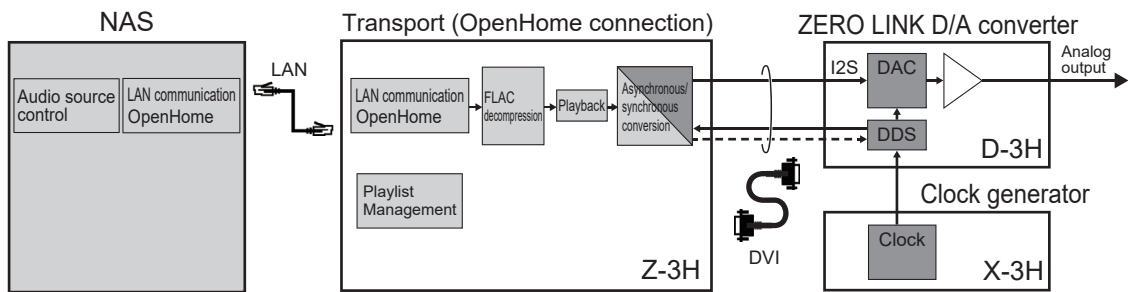 NAS
Audio source
control
LAN communication
OpenHome
LAN
Transport (OpenHome connection)
LAN communication
OpenHome
FLAC
decompression
Playback
Asynchronous/
synchronous
conversion
Playlist
Management
Z-3H
DVI
ZERO LINK D/A converter
I2S
DAC
DDS
D-3H
Analog
output
Clock generator
Clock
X-3H